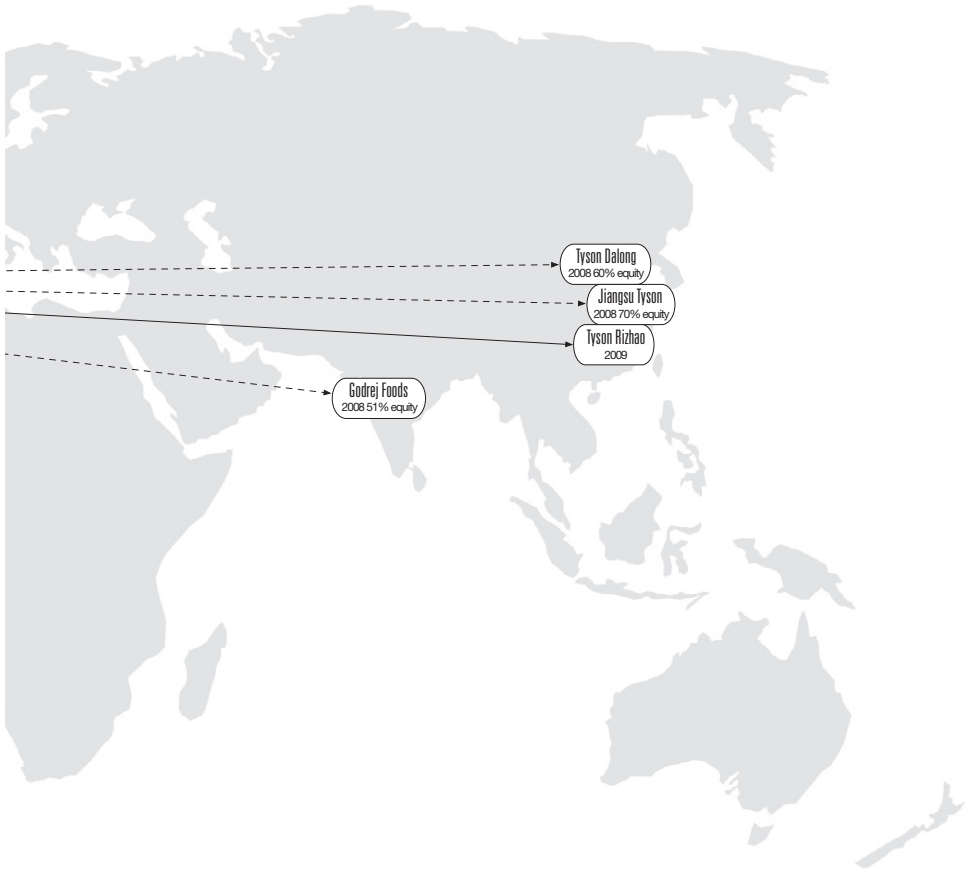 Tyson Dalong
2008 60% equity
Jiangsu Tyson
2008 70% equity
Tyson Rizhao
2009
Godrej Foods
2008 51% equity